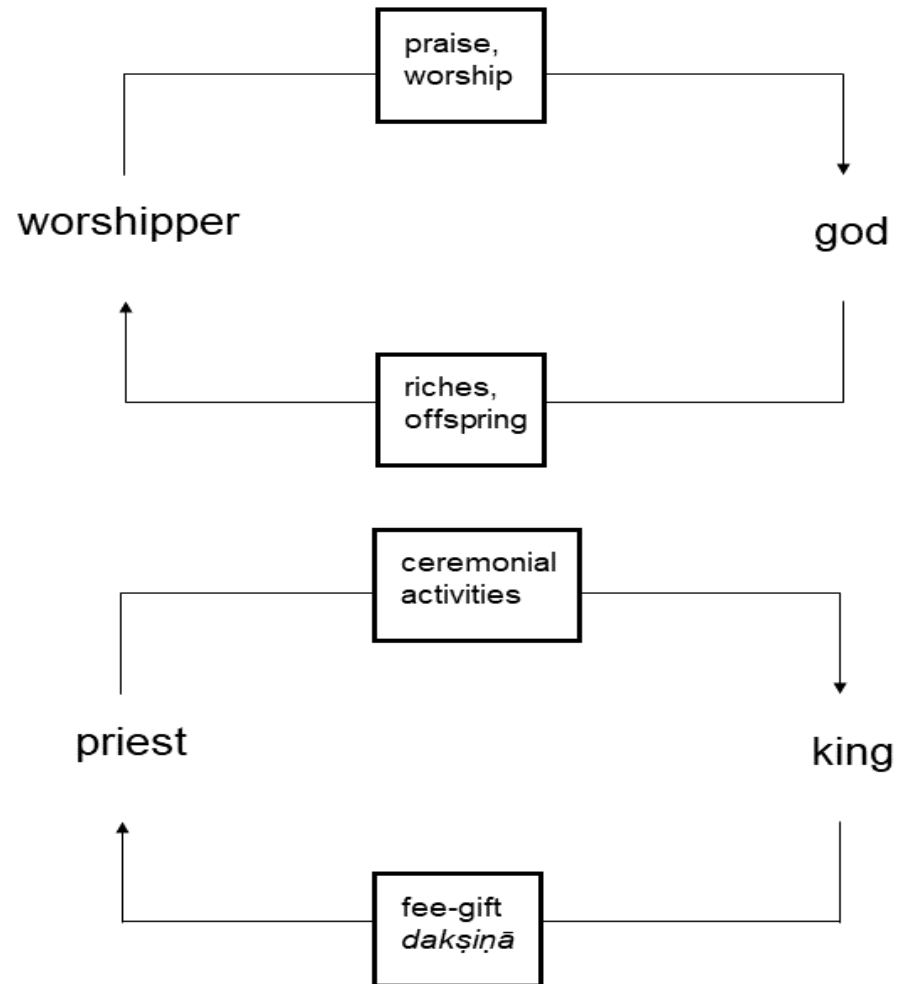 praise,
worship
worshipper
god
riches,
offspring
ceremonial
activities
priest
king
fee-gift
dakṣiṇā